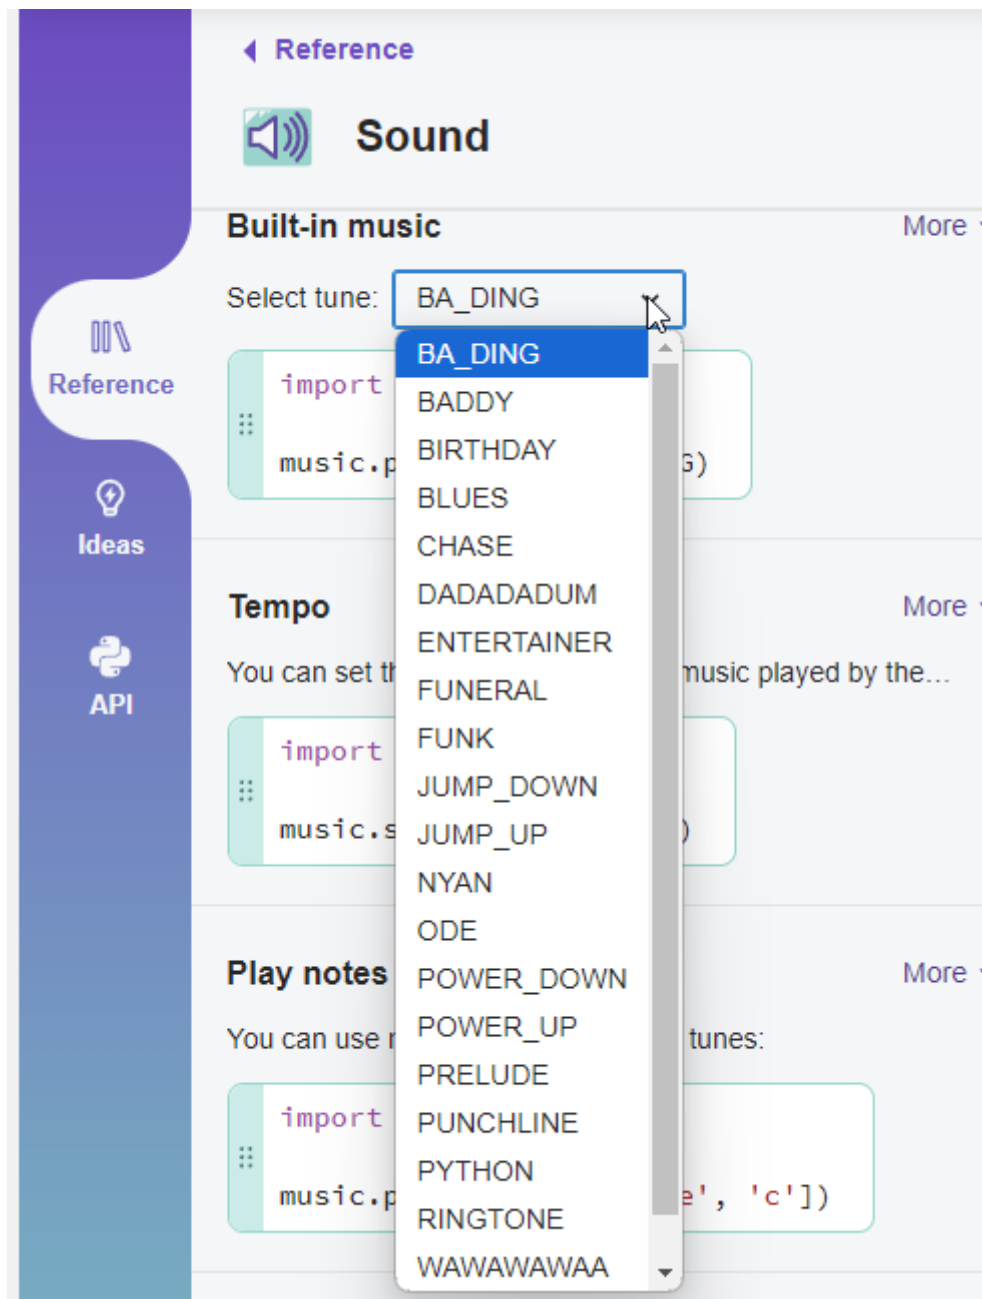 Reference
Sound
Built-in music
More
Select tune: BA_DING
BA_DING
BADDY
BIRTHDAY
BLUES
CHASE
DADADADUM
ENTERTAINER
FUNERAL
FUNK
JUMP_DOWN
JUMP_UP
NYAN
ODE
POWER_DOWN
POWER_UP
PRELUDE
PUNCHLINE
PYTHON
RINGTONE
WAWAWAWAA
import
music.p
G)
Tempo
More
You can set music played by the...
import
music.s )
Play notes
More
You can use tunes:
import
music.p e', 'c'])
Reference
Ideas
API